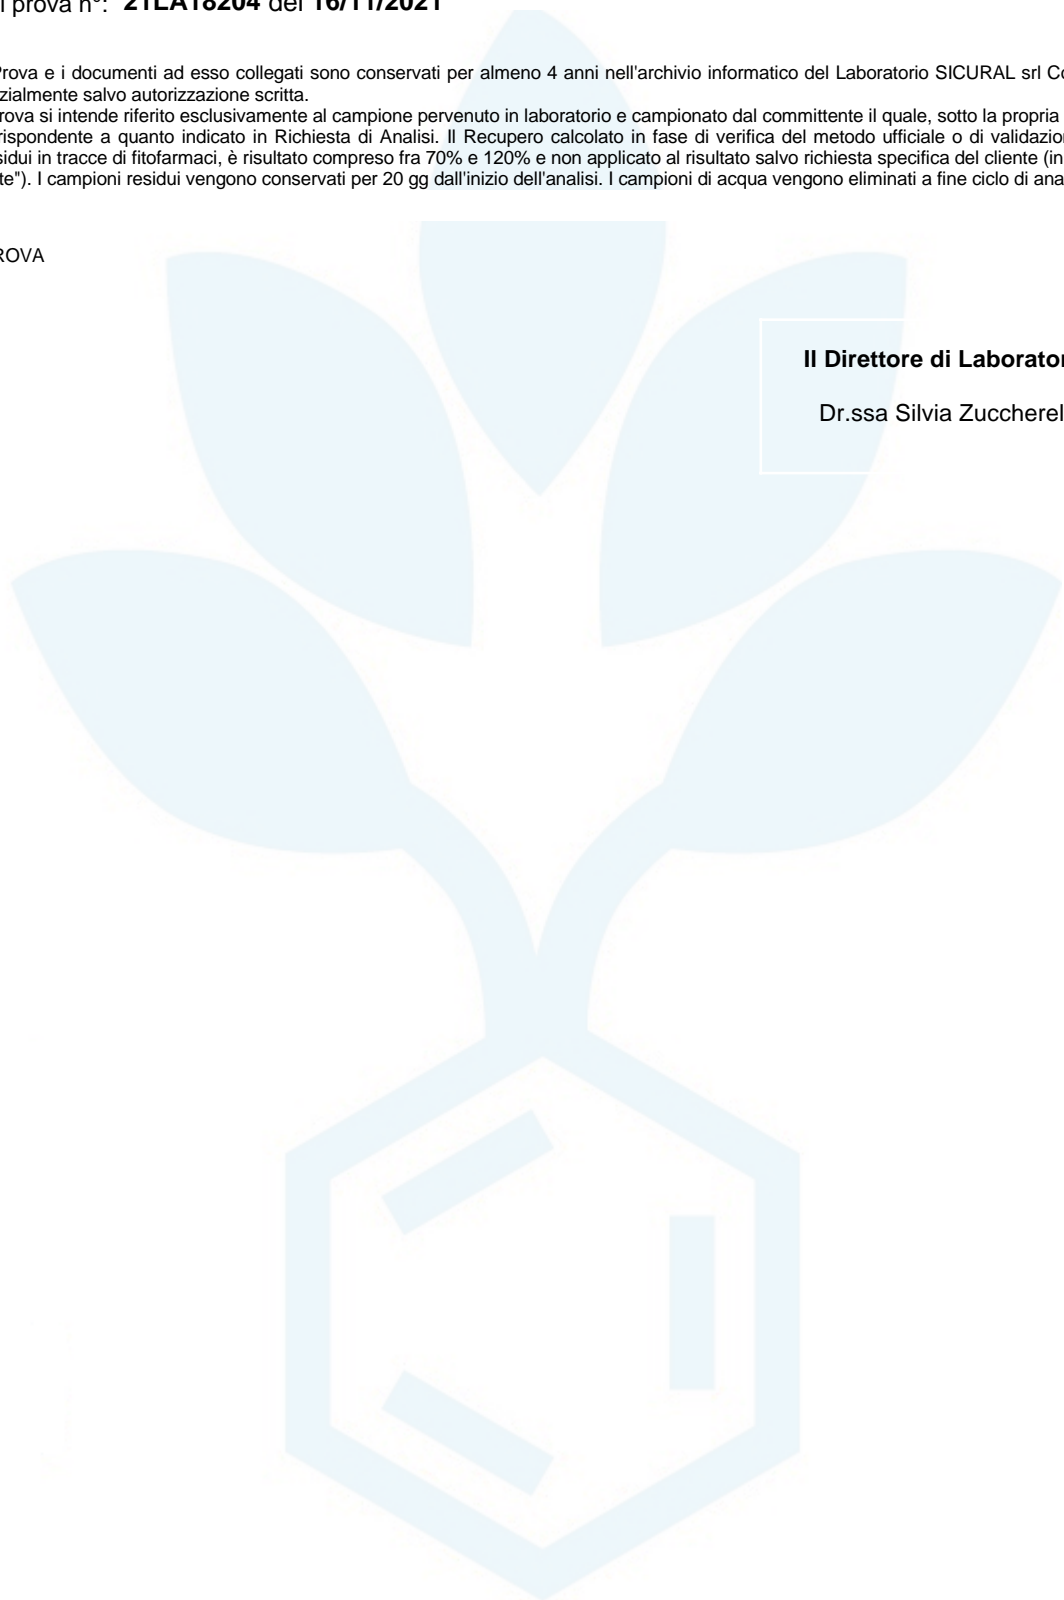 i prova n°: 21LA18204 del 16/11/2021
Prova e i documenti ad esso collegati sono conservati per almeno 4 anni nell'archivio informatico del Laboratorio SICURAL srl Co
zialmente salvo autorizzazione scritta.
rova si intende riferito esclusivamente al campione pervenuto in laboratorio e campionato dal committente il quale, sotto la propria
rispondente a quanto indicato in Richiesta di Analisi. Il Recupero calcolato in fase di verifica del metodo ufficiale o di validazion
sidui in tracce di fitofarmaci, è risultato compreso fra 70% e 120% e non applicato al risultato salvo richiesta specifica del cliente (in
te"). I campioni residui vengono conservati per 20 gg dall'inizio dell'analisi. I campioni di acqua vengono eliminati a fine ciclo di ana
ROVA
Il Direttore di Laborator
Dr.ssa Silvia Zuccherel